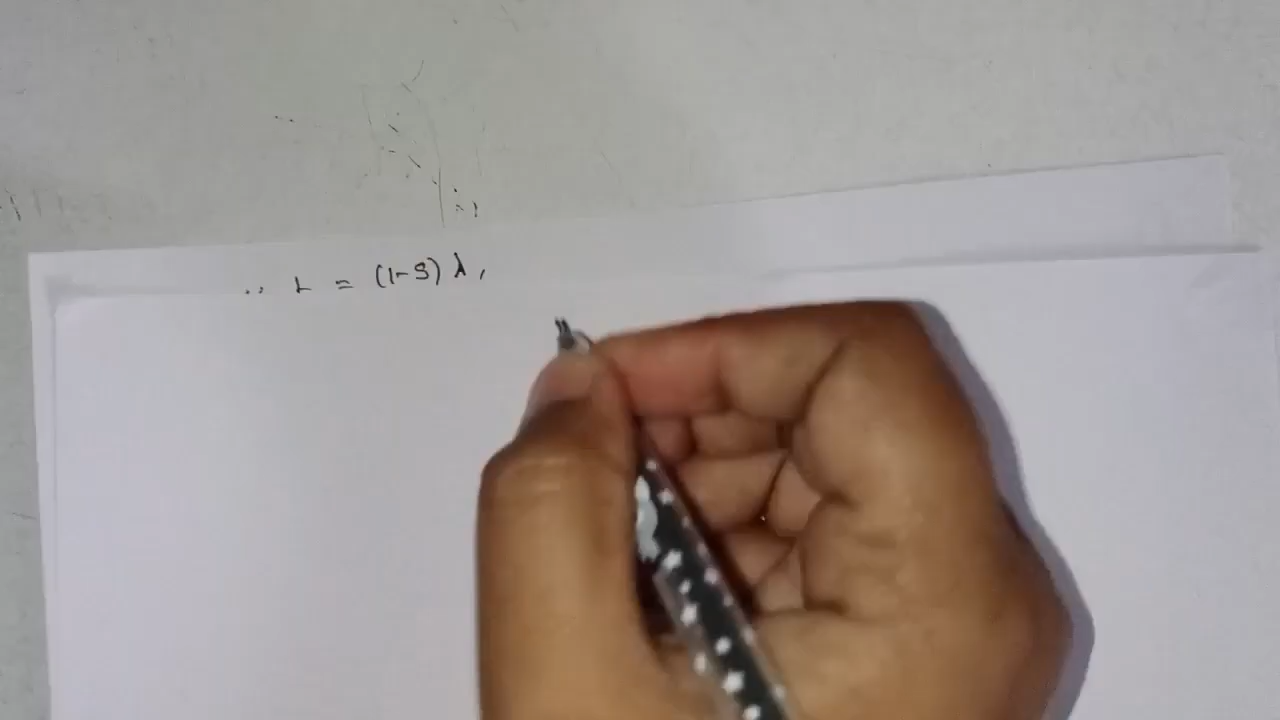 ∴ L = (1-S) λ,